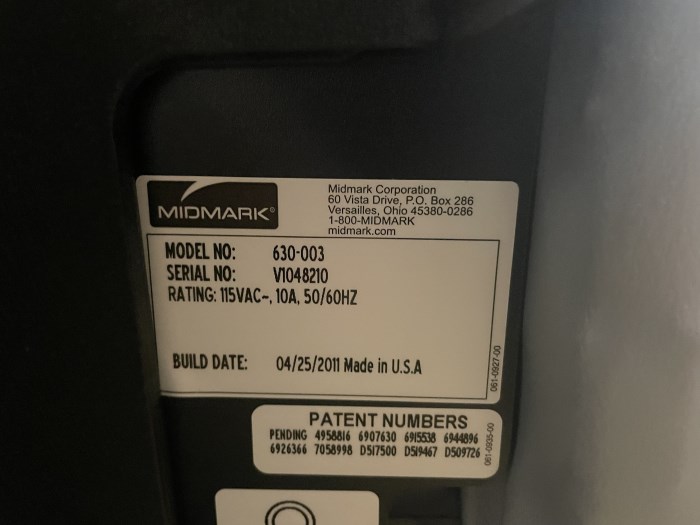 MIDMARK®
Midmark Corporation
60 Vista Drive, P.O. Box 286
Versailles, Ohio 45380-0286
1-800-MIDMARK
midmark.com
MODEL NO: 630-003
SERIAL NO: V1048210
RATING: 115VAC~, 10A, 50/60HZ
BUILD DATE: 04/25/2011 Made in U.S.A
061-0927-00
PATENT NUMBERS
PENDING 4958816 6907630 6915538 6944896
6926366 7058998 D517500 D519467 D509726
061-0935-00